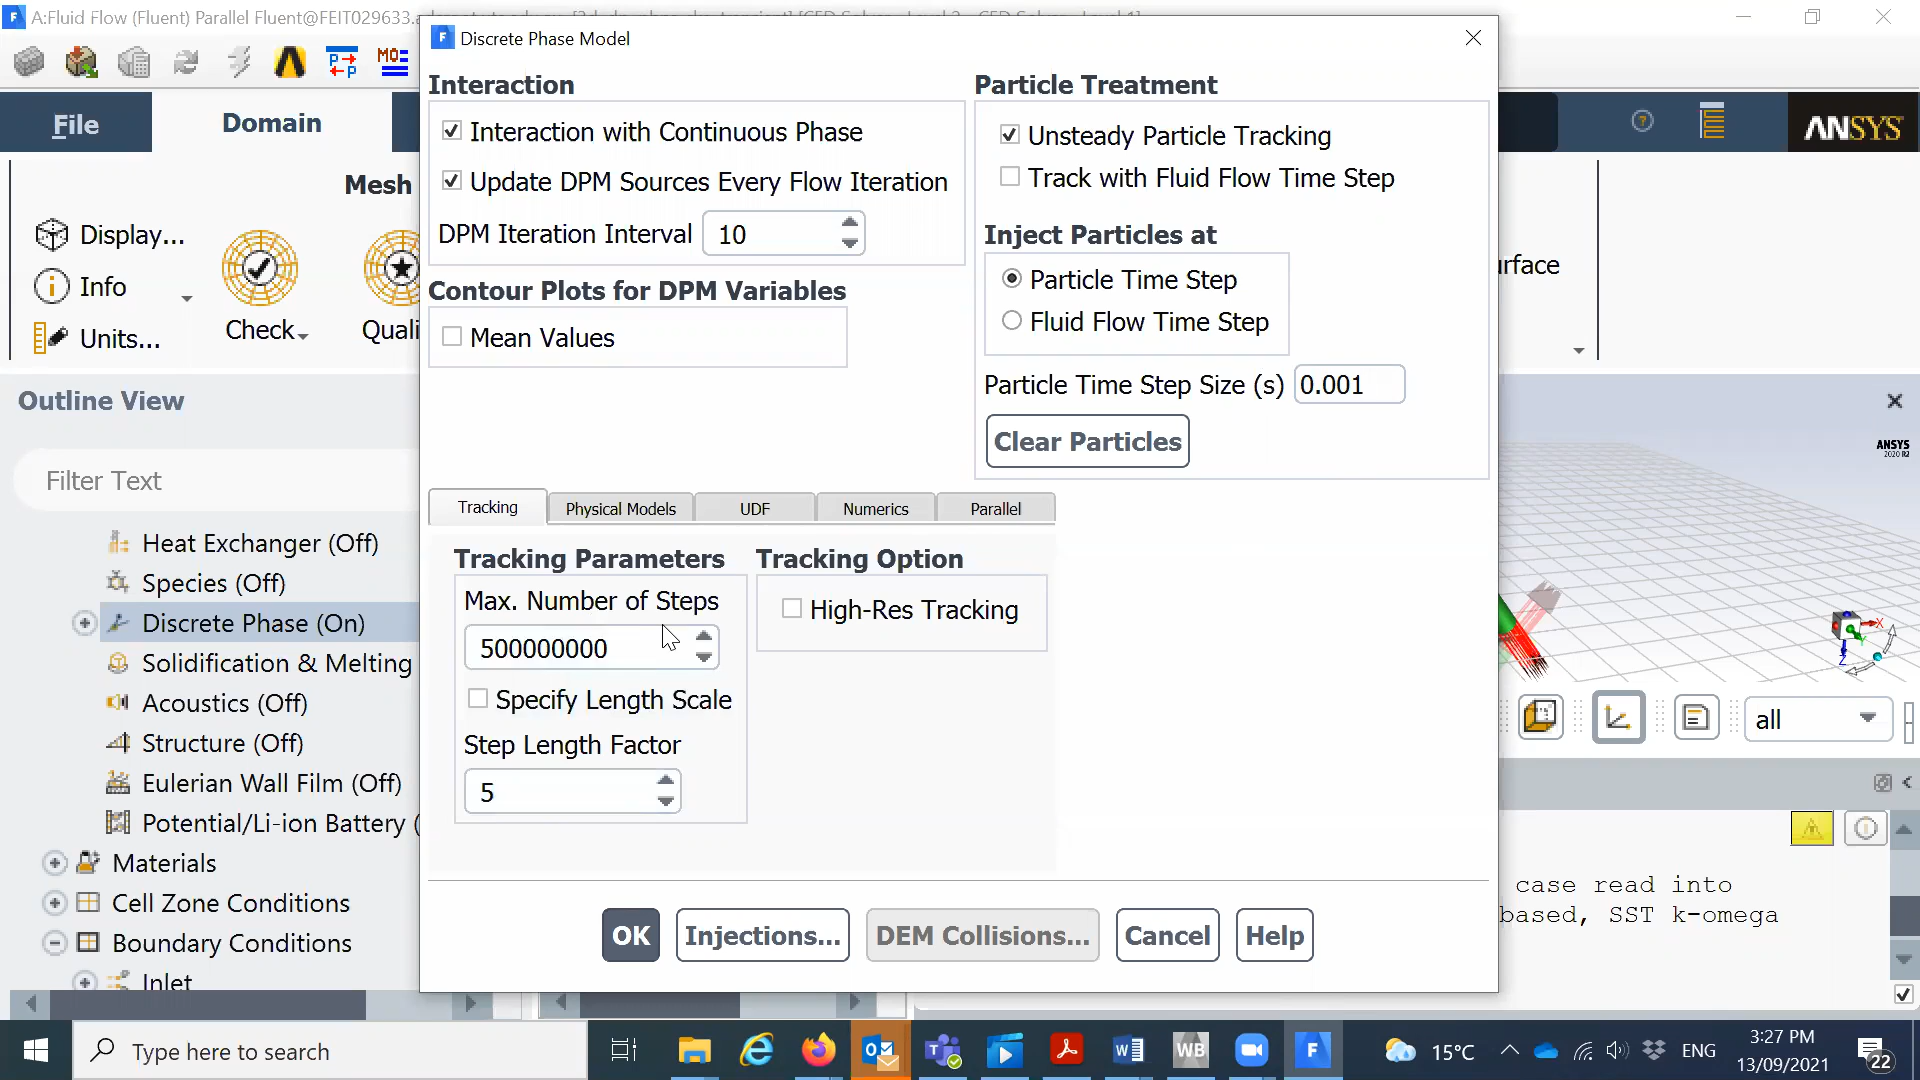 A:Fluid Flow (Fluent) Parallel Fluent@FEIT029633.
Discrete Phase Model
File
Domain
Mesh
Display...
Info
Units...
Check
Quali
Interaction
Interaction with Continuous Phase
Update DPM Sources Every Flow Iteration
DPM Iteration Interval 10
Contour Plots for DPM Variables
Mean Values
Particle Treatment
Unsteady Particle Tracking
Track with Fluid Flow Time Step
Inject Particles at
Particle Time Step
Fluid Flow Time Step
Particle Time Step Size (s) 0.001
Clear Particles
ANSYS
urface
Outline View
Filter Text
Heat Exchanger (Off)
Species (Off)
Discrete Phase (On)
Solidification & Melting
Acoustics (Off)
Structure (Off)
Eulerian Wall Film (Off)
Potential/Li-ion Battery (
Materials
Cell Zone Conditions
Boundary Conditions
Inlet
Tracking
Physical Models
UDF
Numerics
Parallel
Tracking Parameters
Max. Number of Steps
500000000
Specify Length Scale
Step Length Factor
5
Tracking Option
High-Res Tracking
OK
Injections...
DEM Collisions...
Cancel
Help
ANSYS
2020 R2
X
Y
Z
all
case read into
based, SST k-omega
Type here to search
WB
15°C
ENG
3:27 PM
13/09/2021
22